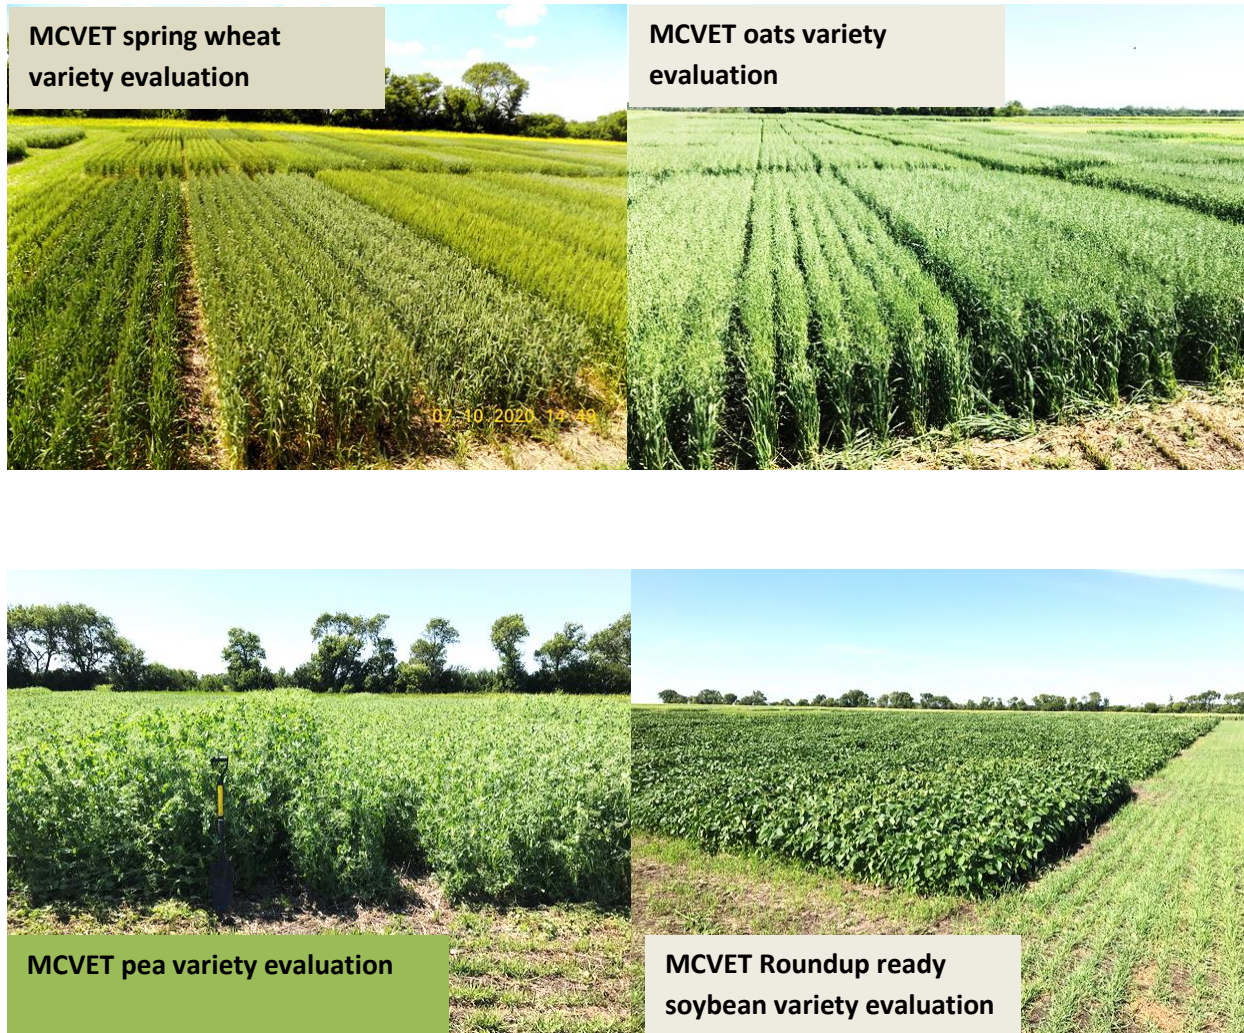 MCVET spring wheat
variety evaluation
MCVET oats variety
evaluation
07.10.2020 14:49
MCVET pea variety evaluation
MCVET Roundup ready
soybean variety evaluation